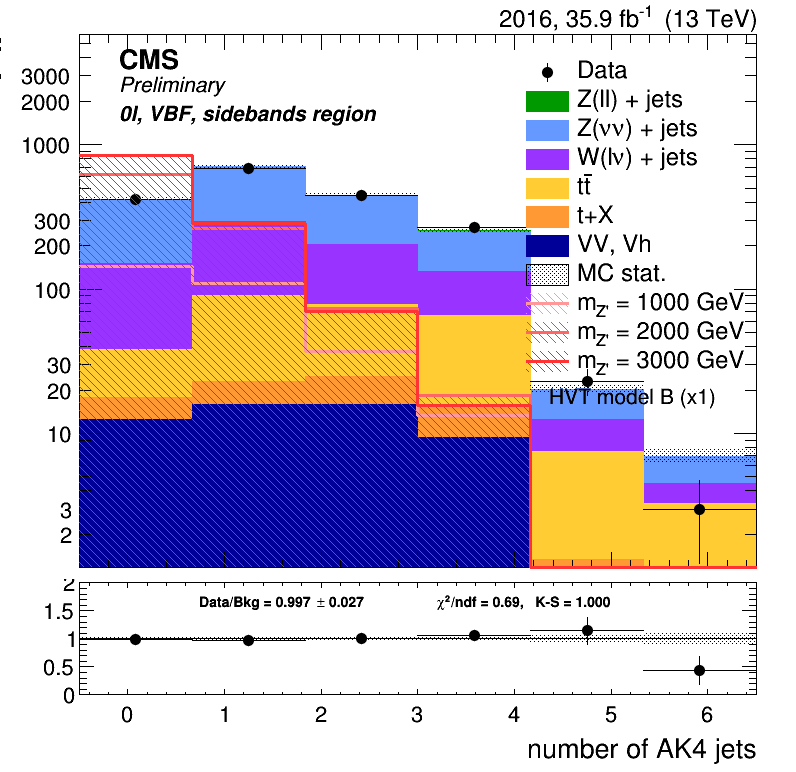 2016, 35.9 fb⁻¹ (13 TeV)
CMS
Preliminary
0l, VBF, sidebands region
Data
Z(ll) + jets
Z(νν) + jets
W(lν) + jets
tt̄
t+X
VV, Vh
MC stat.
m_Z' = 1000 GeV
m_Z' = 2000 GeV
m_Z' = 3000 GeV
HVT model B (x1)
3000
2000
1000
300
200
100
30
20
10
3
2
Data/Bkg = 0.997 ± 0.027
χ²/ndf = 0.69, K-S = 1.000
2
1.5
1
0.5
0
0 1 2 3 4 5 6
number of AK4 jets